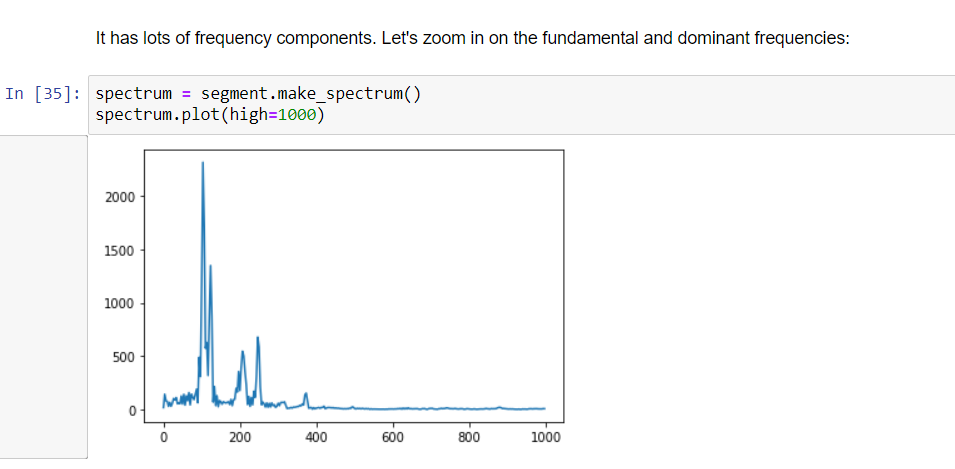 It has lots of frequency components. Let's zoom in on the fundamental and dominant frequencies:
In [35]: spectrum = segment.make_spectrum()
spectrum.plot(high=1000)
2000
1500
1000
500
0
0 200 400 600 800 1000